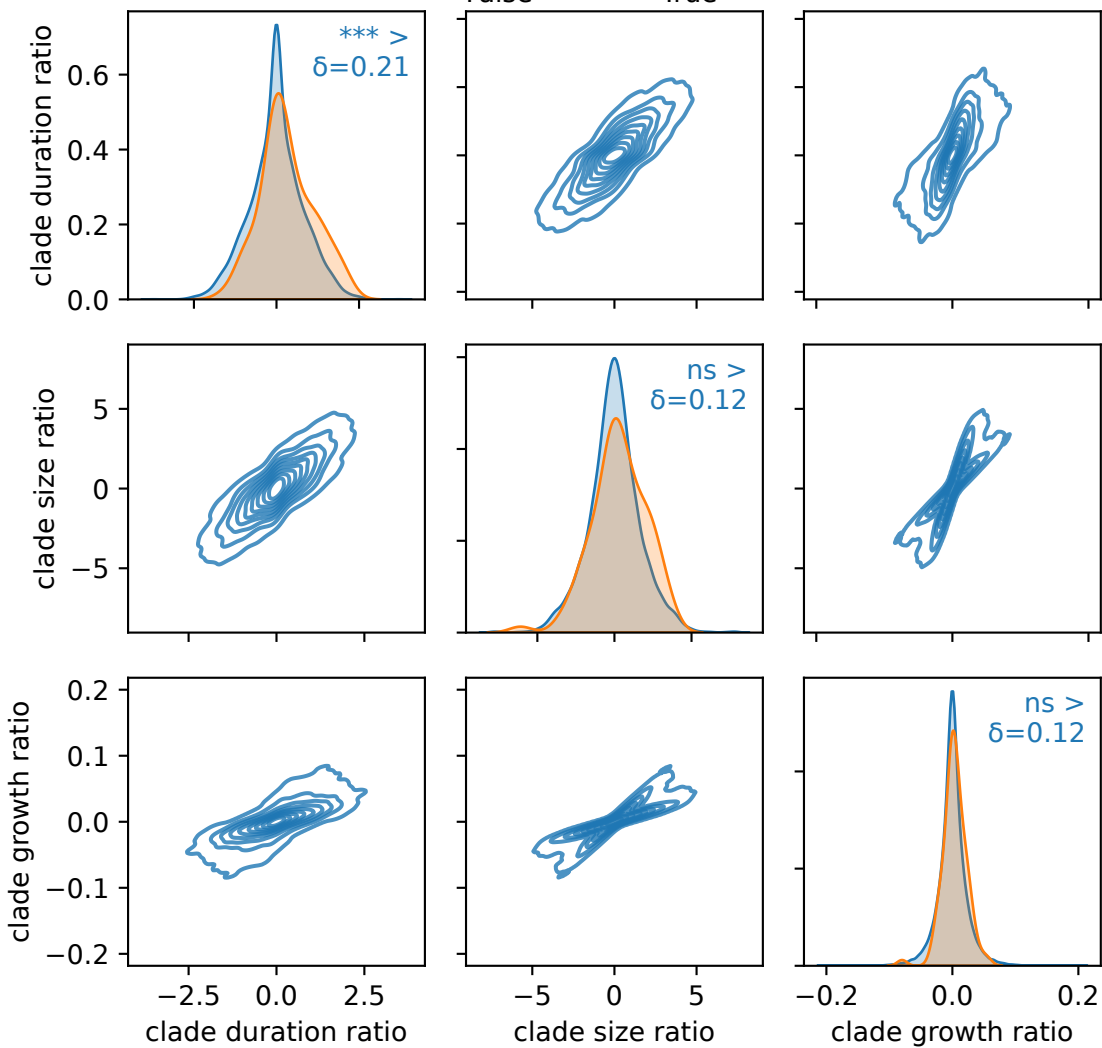 True
clade duration ratio
0.6
0.4
0.2
0.0
*** >
δ=0.21
clade size ratio
5
0
−5
ns >
δ=0.12
clade growth ratio
0.2
0.1
0.0
−0.1
−0.2
ns >
δ=0.12
−2.5 0.0 2.5
−5 0 5
−0.2 0.0 0.2
clade duration ratio
clade size ratio
clade growth ratio